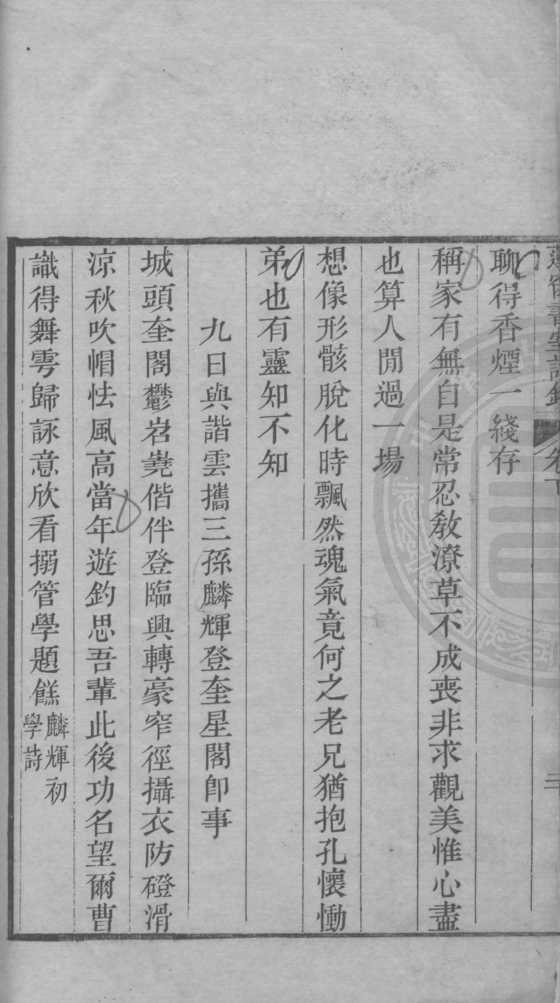 聊得香煙一綫存
稱家有無自是常忍敎潦草不成喪非求觀美惟心盡
也算人閒過一場
想像形骸脫化時飄然魂氣竟何之老兄猶抱孔懷慟
弟也有靈知不知
九日與諧雲攜三孫麟輝登奎星閣卽事
城頭奎閣鬱岧嶤偕伴登臨興轉豪窄徑攝衣防磴滑
涼秋吹帽怯風高當年遊釣思吾輩此後功名望爾曹
識得舞雩歸詠意欣看搦管學題餻麟輝初學詩